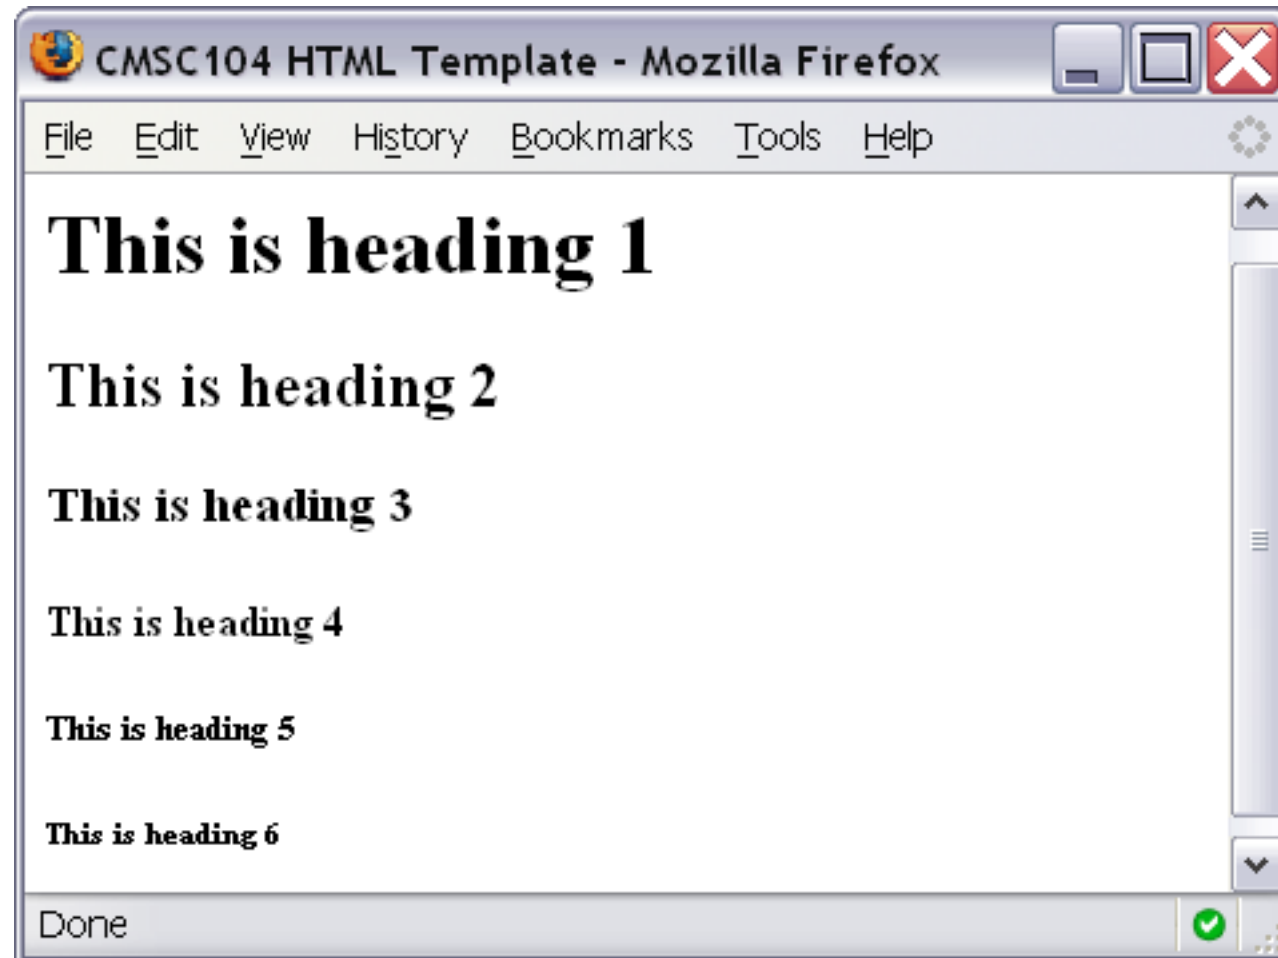 CMSC104 HTML Template - Mozilla Firefox
File Edit View History Bookmarks Tools Help
This is heading 1
This is heading 2
This is heading 3
This is heading 4
This is heading 5
This is heading 6
Done